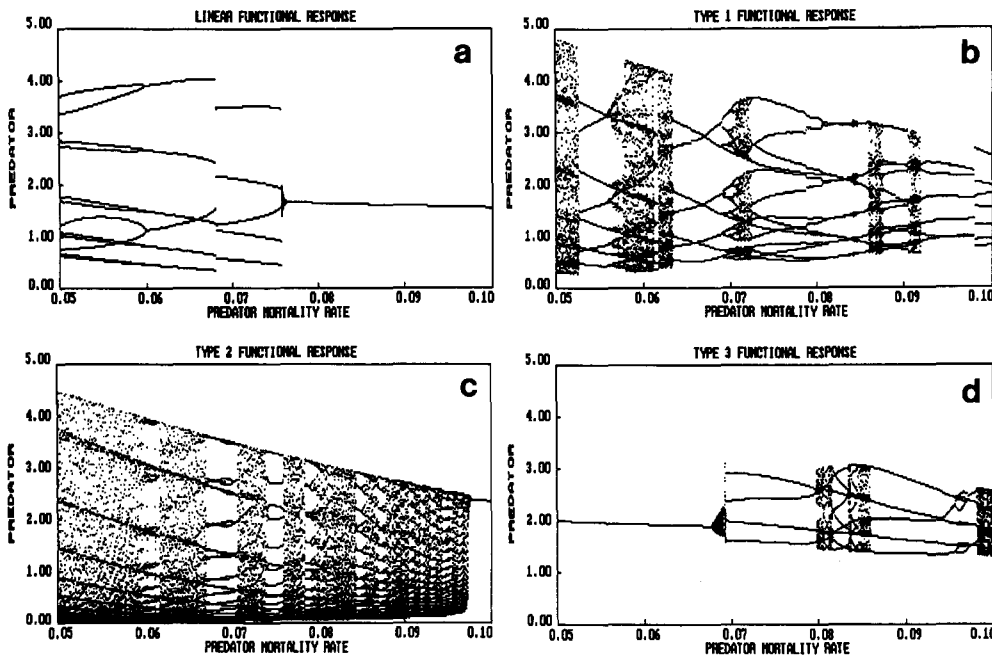 LINEAR FUNCTIONAL RESPONSE
a
5.00
4.00
3.00
2.00
1.00
0.00
PREDATOR
0.05 0.06 0.07 0.08 0.09 0.10
PREDATOR MORTALITY RATE
TYPE 1 FUNCTIONAL RESPONSE
b
5.00
4.00
3.00
2.00
1.00
0.00
PREDATOR
0.05 0.06 0.07 0.08 0.09 0.10
PREDATOR MORTALITY RATE
TYPE 2 FUNCTIONAL RESPONSE
c
5.00
4.00
3.00
2.00
1.00
0.00
PREDATOR
0.05 0.06 0.07 0.08 0.09 0.10
PREDATOR MORTALITY RATE
TYPE 3 FUNCTIONAL RESPONSE
d
5.00
4.00
3.00
2.00
1.00
0.00
PREDATOR
0.05 0.06 0.07 0.08 0.09 0.10
PREDATOR MORTALITY RATE